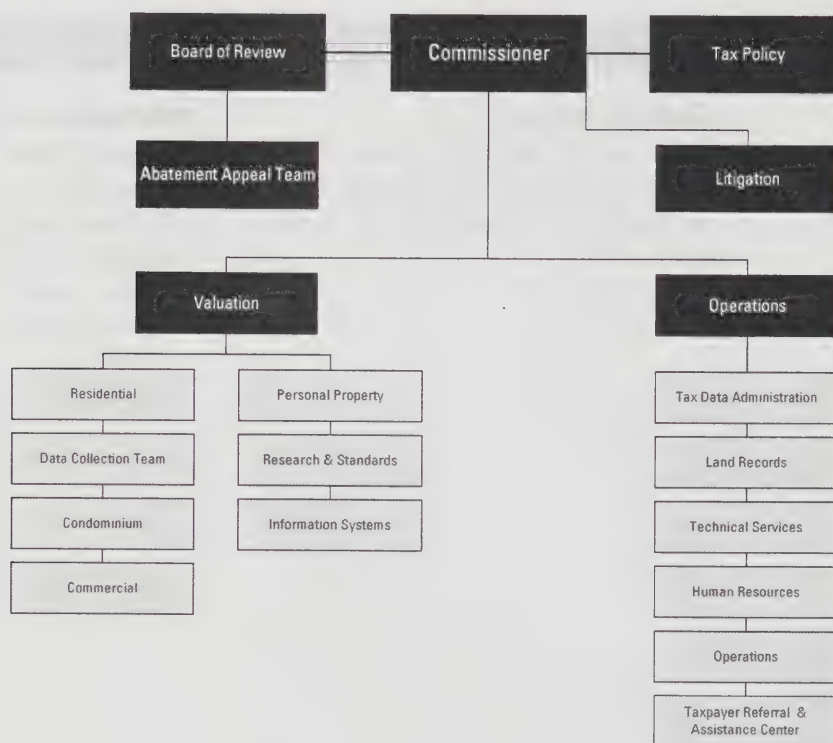 Board of Review
Commissioner
Tax Policy
Abatement Appeal Team
Litigation
Valuation
Operations
Residential
Personal Property
Tax Data Administration
Data Collection Team
Research & Standards
Land Records
Condominium
Information Systems
Technical Services
Commercial
Human Resources
Operations
Taxpayer Referral &
Assistance Center